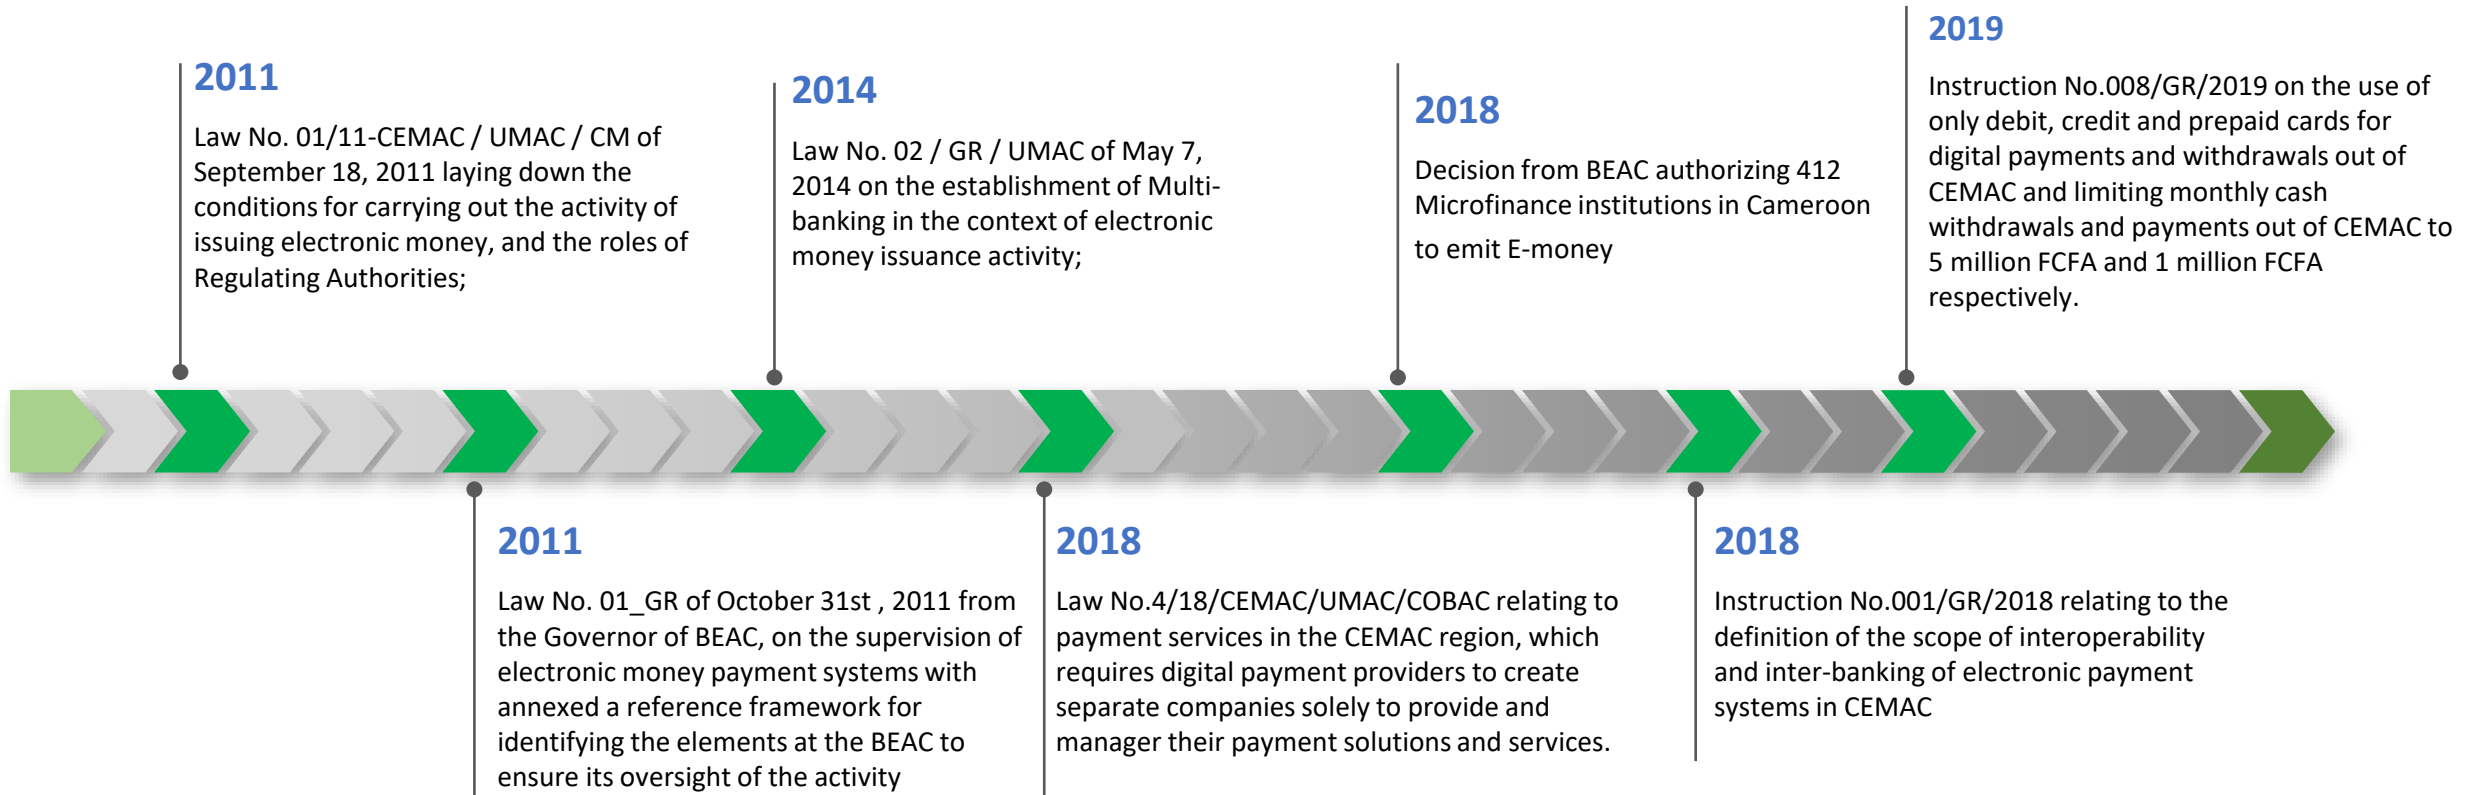 2011
Law No. 01/11-CEMAC / UMAC / CM of
September 18, 2011 laying down the
conditions for carrying out the activity of
issuing electronic money, and the roles of
Regulating Authorities;
2011
Law No. 01_GR of October 31st , 2011 from
the Governor of BEAC, on the supervision of
electronic money payment systems with
annexed a reference framework for
identifying the elements at the BEAC to
ensure its oversight of the activity
2014
Law No. 02 / GR / UMAC of May 7,
2014 on the establishment of Multi-
banking in the context of electronic
money issuance activity;
2018
Law No.4/18/CEMAC/UMAC/COBAC relating to
payment services in the CEMAC region, which
requires digital payment providers to create
separate companies solely to provide and
manager their payment solutions and services.
2018
Decision from BEAC authorizing 412
Microfinance institutions in Cameroon
to emit E-money
2018
Instruction No.001/GR/2018 relating to the
definition of the scope of interoperability
and inter-banking of electronic payment
systems in CEMAC
2019
Instruction No.008/GR/2019 on the use of
only debit, credit and prepaid cards for
digital payments and withdrawals out of
CEMAC and limiting monthly cash
withdrawals and payments out of CEMAC to
5 million FCFA and 1 million FCFA
respectively.